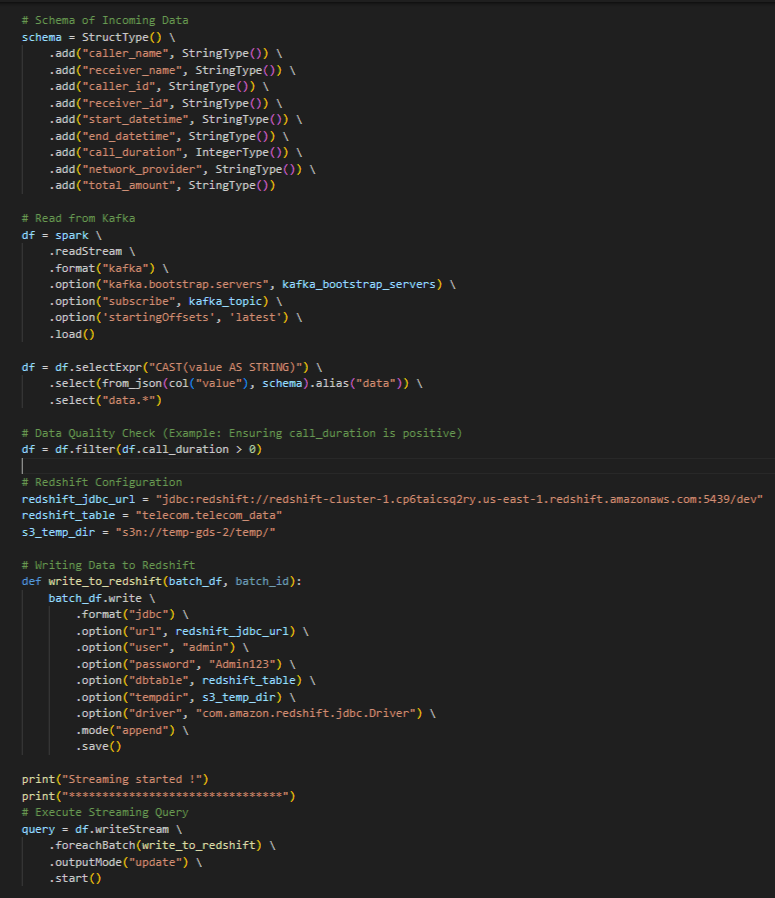 # Schema of Incoming Data
schema = StructType() \
    .add("caller_name", StringType()) \
    .add("receiver_name", StringType()) \
    .add("caller_id", StringType()) \
    .add("receiver_id", StringType()) \
    .add("start_datetime", StringType()) \
    .add("end_datetime", StringType()) \
    .add("call_duration", IntegerType()) \
    .add("network_provider", StringType()) \
    .add("total_amount", StringType())

# Read from Kafka
df = spark \
    .readStream \
    .format("kafka") \
    .option("kafka.bootstrap.servers", kafka_bootstrap_servers) \
    .option("subscribe", kafka_topic) \
    .option('startingOffsets', 'latest') \
    .load()

df = df.selectExpr("CAST(value AS STRING)") \
    .select(from_json(col("value"), schema).alias("data")) \
    .select("data.*")

# Data Quality Check (Example: Ensuring call_duration is positive)
df = df.filter(df.call_duration > 0)

# Redshift Configuration
redshift_jdbc_url = "jdbc:redshift://redshift-cluster-1.cp6taicsq2ry.us-east-1.redshift.amazonaws.com:5439/dev"
redshift_table = "telecom.telecom_data"
s3_temp_dir = "s3n://temp-gds-2/temp/"

# Writing Data to Redshift
def write_to_redshift(batch_df, batch_id):
    batch_df.write \
        .format("jdbc") \
        .option("url", redshift_jdbc_url) \
        .option("user", "admin") \
        .option("password", "Admin123") \
        .option("dbtable", redshift_table) \
        .option("tempdir", s3_temp_dir) \
        .option("driver", "com.amazon.redshift.jdbc.Driver") \
        .mode("append") \
        .save()

print("Streaming started !")
print("********************************")
# Execute Streaming Query
query = df.writeStream \
    .foreachBatch(write_to_redshift) \
    .outputMode("update") \
    .start()